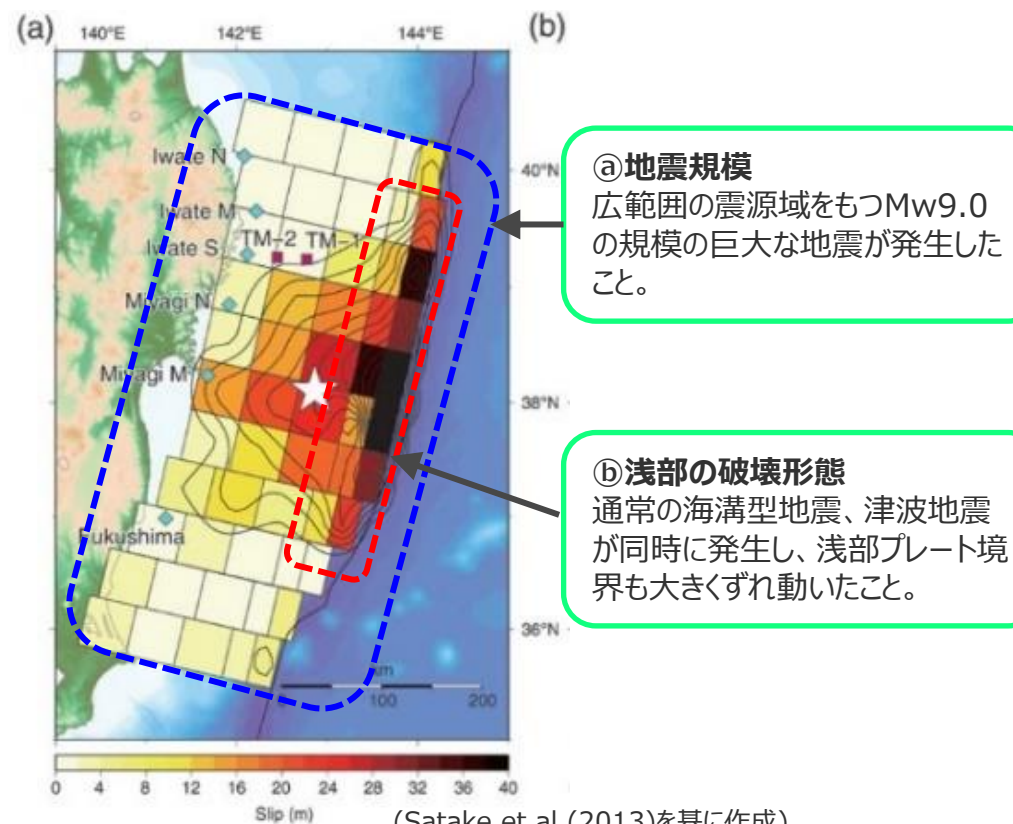 (a)
140°E
142°E
144°E
(b)
Iwate N
40°N
Iwate M
Iwate S
TM-2 TM-1
Miyagi N
Miyagi M
38°N
Fukushima
36°N
km
100
200
0 4 8 12 16 20 24 28 32 36 40
Slip (m)
ⓐ地震規模
広範囲の震源域をもつMw9.0
の規模の巨大な地震が発生した
こと。
ⓑ浅部の破壊形態
通常の海溝型地震、津波地震
が同時に発生し、浅部プレート境
界も大きくずれ動いたこと。
(Satake et al.(2013)を基に作成)